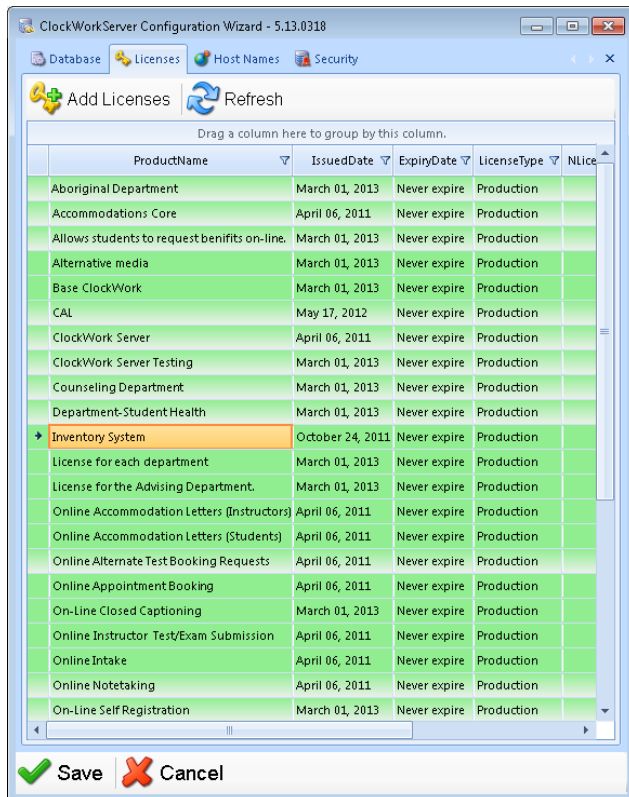 ClockWorkServer Configuration Wizard - 5.13.0318
Database Licenses Host Names Security
Add Licenses Refresh
Drag a column here to group by this column.
ProductName IssuedDate ExpiryDate LicenseType NLice
Aboriginal Department March 01, 2013 Never expire Production
Accommodations Core April 06, 2011 Never expire Production
Allows students to request benifits on-line. March 01, 2013 Never expire Production
Alternative media March 01, 2013 Never expire Production
Base ClockWork March 01, 2013 Never expire Production
CAL May 17, 2012 Never expire Production
ClockWork Server April 06, 2011 Never expire Production
ClockWork Server Testing March 01, 2013 Never expire Production
Counseling Department March 01, 2013 Never expire Production
Department-Student Health March 01, 2013 Never expire Production
Inventory System October 24, 2011 Never expire Production
License for each department March 01, 2013 Never expire Production
License for the Advising Department. March 01, 2013 Never expire Production
Online Accommodation Letters (Instructors) April 06, 2011 Never expire Production
Online Accommodation Letters (Students) April 06, 2011 Never expire Production
Online Alternate Test Booking Requests April 06, 2011 Never expire Production
Online Appointment Booking April 06, 2011 Never expire Production
On-Line Closed Captioning March 01, 2013 Never expire Production
Online Instructor Test/Exam Submission April 06, 2011 Never expire Production
Online Intake April 06, 2011 Never expire Production
Online Notetaking April 06, 2011 Never expire Production
On-Line Self Registration March 01, 2013 Never expire Production
Save Cancel